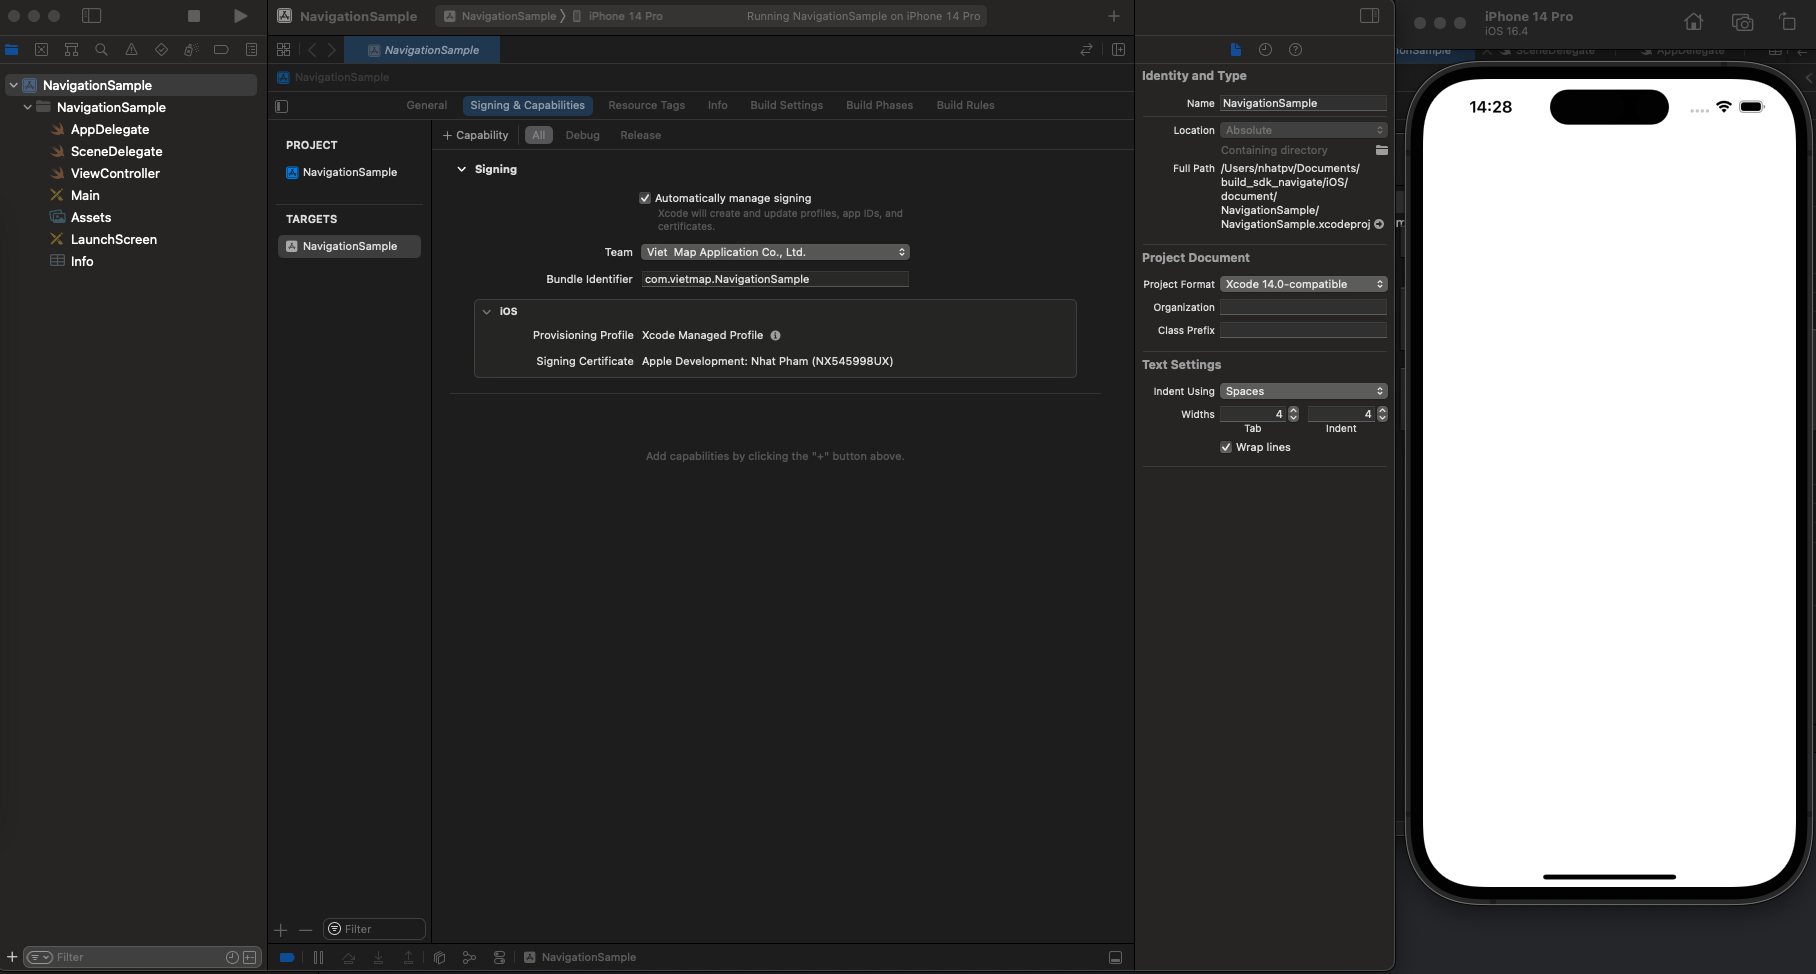 NavigationSample
NavigationSample
AppDelegate
SceneDelegate
ViewController
Main
Assets
LaunchScreen
Info
Filter
NavigationSample
NavigationSample
iPhone 14 Pro
Running NavigationSample on iPhone 14 Pro
NavigationSample
NavigationSample
General
Signing & Capabilities
Resource Tags
Info
Build Settings
Build Phases
Build Rules
PROJECT
NavigationSample
TARGETS
NavigationSample
Filter
+ Capability
All
Debug
Release
Signing
Automatically manage signing
Xcode will create and update profiles, app IDs, and
certificates.
Team Viet Map Application Co., Ltd.
Bundle Identifier com.vietmap.NavigationSample
iOS
Provisioning Profile Xcode Managed Profile
Signing Certificate Apple Development: Nhat Pham (NX545998UX)
Add capabilities by clicking the "+" button above.
NavigationSample
Identity and Type
Name NavigationSample
Location Absolute
Containing directory
Full Path /Users/nhatpv/Documents/
build_sdk_navigate/iOS/
document/
NavigationSample/
NavigationSample.xcodeproj
Project Document
Project Format Xcode 14.0-compatible
Organization
Class Prefix
Text Settings
Indent Using Spaces
Widths 4 4
Tab Indent
Wrap lines
iPhone 14 Pro
iOS 16.4
SceneDelegate
AppDelegate
14:28